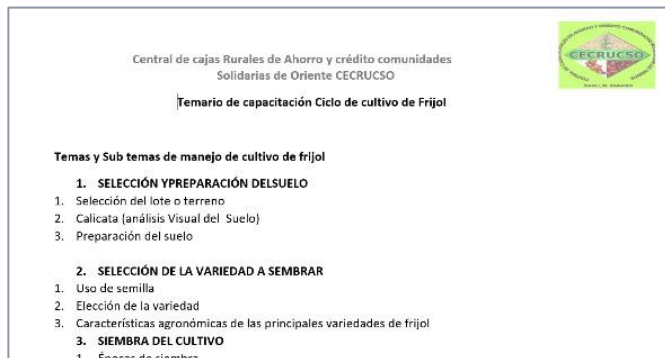 Central de cajas Rurales de Ahorro y crédito comunidades
Solidarias de Oriente CECRUCSO
CECRUCSO
Temario de capacitación Ciclo de cultivo de Frijol
Temas y Sub temas de manejo de cultivo de frijol
1. SELECCIÓN YPREPARACIÓN DELSUELO
1. Selección del lote o terreno
2. Calicata (análisis Visual del Suelo)
3. Preparación del suelo
2. SELECCIÓN DE LA VARIEDAD A SEMBRAR
1. Uso de semilla
2. Elección de la variedad
3. Características agronómicas de las principales variedades de frijol
3. SIEMBRA DEL CULTIVO
1. Épocas de siembra